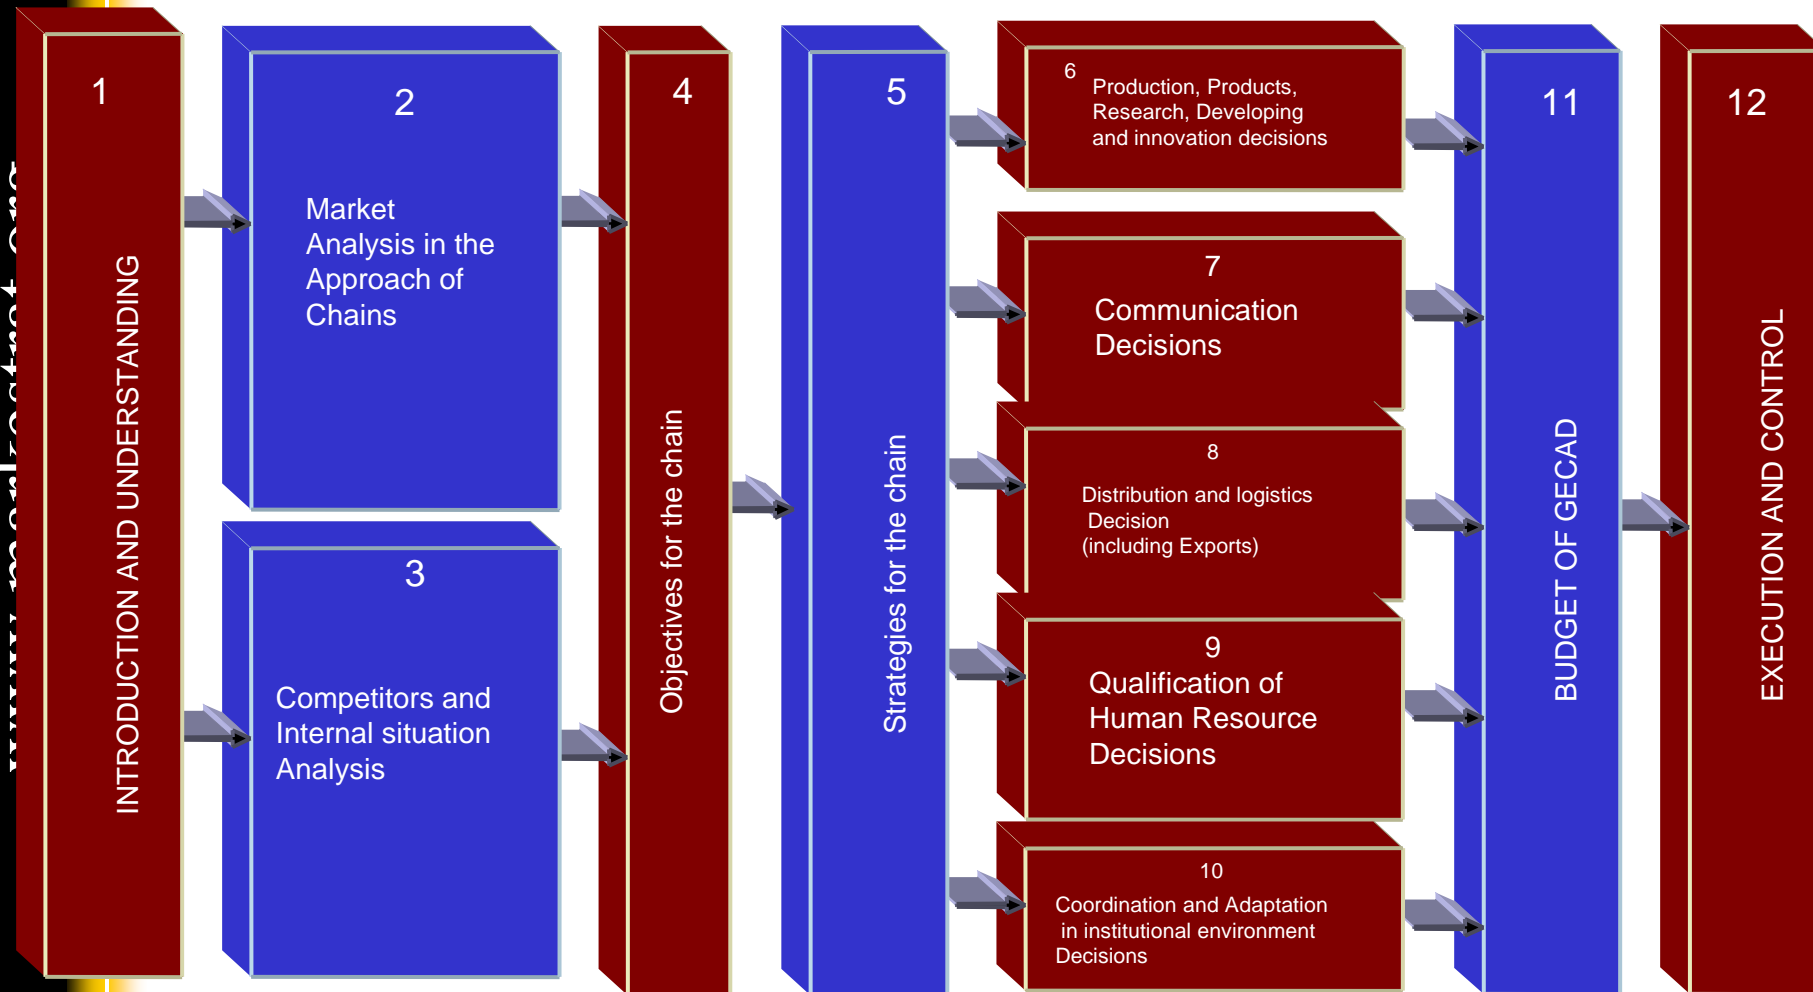 1
INTRODUCTION AND UNDERSTANDING
2
Market
Analysis in the
Approach of
Chains
3
Competitors and
Internal situation
Analysis
4
Objectives for the chain
5
Strategies for the chain
6
Production, Products,
Research, Developing
and innovation decisions
7
Communication
Decisions
8
Distribution and logistics
Decision
(including Exports)
9
Qualification of
Human Resource
Decisions
10
Coordination and Adaptation
in institutional environment
Decisions
11
BUDGET OF GECAD
12
EXECUTION AND CONTROL